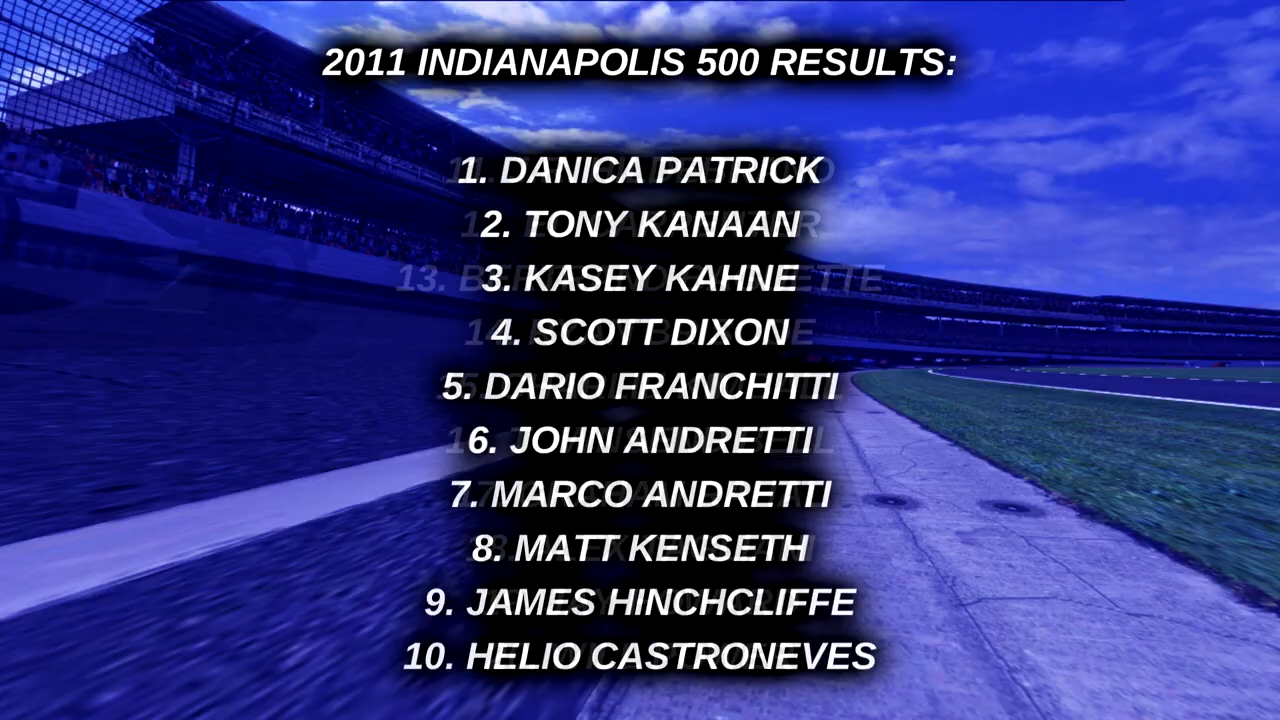 2011 INDIANAPOLIS 500 RESULTS:
1. DANICA PATRICK
2. TONY KANAAN
3. KASEY KAHNE
4. SCOTT DIXON
5. DARIO FRANCHITTI
6. JOHN ANDRETTI
7. MARCO ANDRETTI
8. MATT KENSETH
9. JAMES HINCHCLIFFE
10. HELIO CASTRONEVES